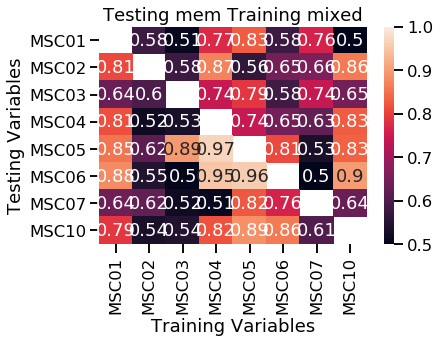 Testing mem Training mixed
Testing Variables
MSC01 0.58 0.51 0.77 0.83 0.58 0.76 0.5
MSC02 0.81 0.58 0.87 0.56 0.65 0.66 0.86
MSC03 0.64 0.6 0.74 0.79 0.58 0.74 0.65
MSC04 0.81 0.52 0.53 0.74 0.65 0.63 0.83
MSC05 0.85 0.62 0.89 0.97 0.81 0.53 0.83
MSC06 0.88 0.55 0.5 0.95 0.96 0.5 0.9
MSC07 0.64 0.62 0.52 0.51 0.82 0.76 0.64
MSC10 0.79 0.54 0.54 0.82 0.89 0.86 0.61
MSC01 MSC02 MSC03 MSC04 MSC05 MSC06 MSC07 MSC10
Training Variables
1.0
0.9
0.8
0.7
0.6
0.5